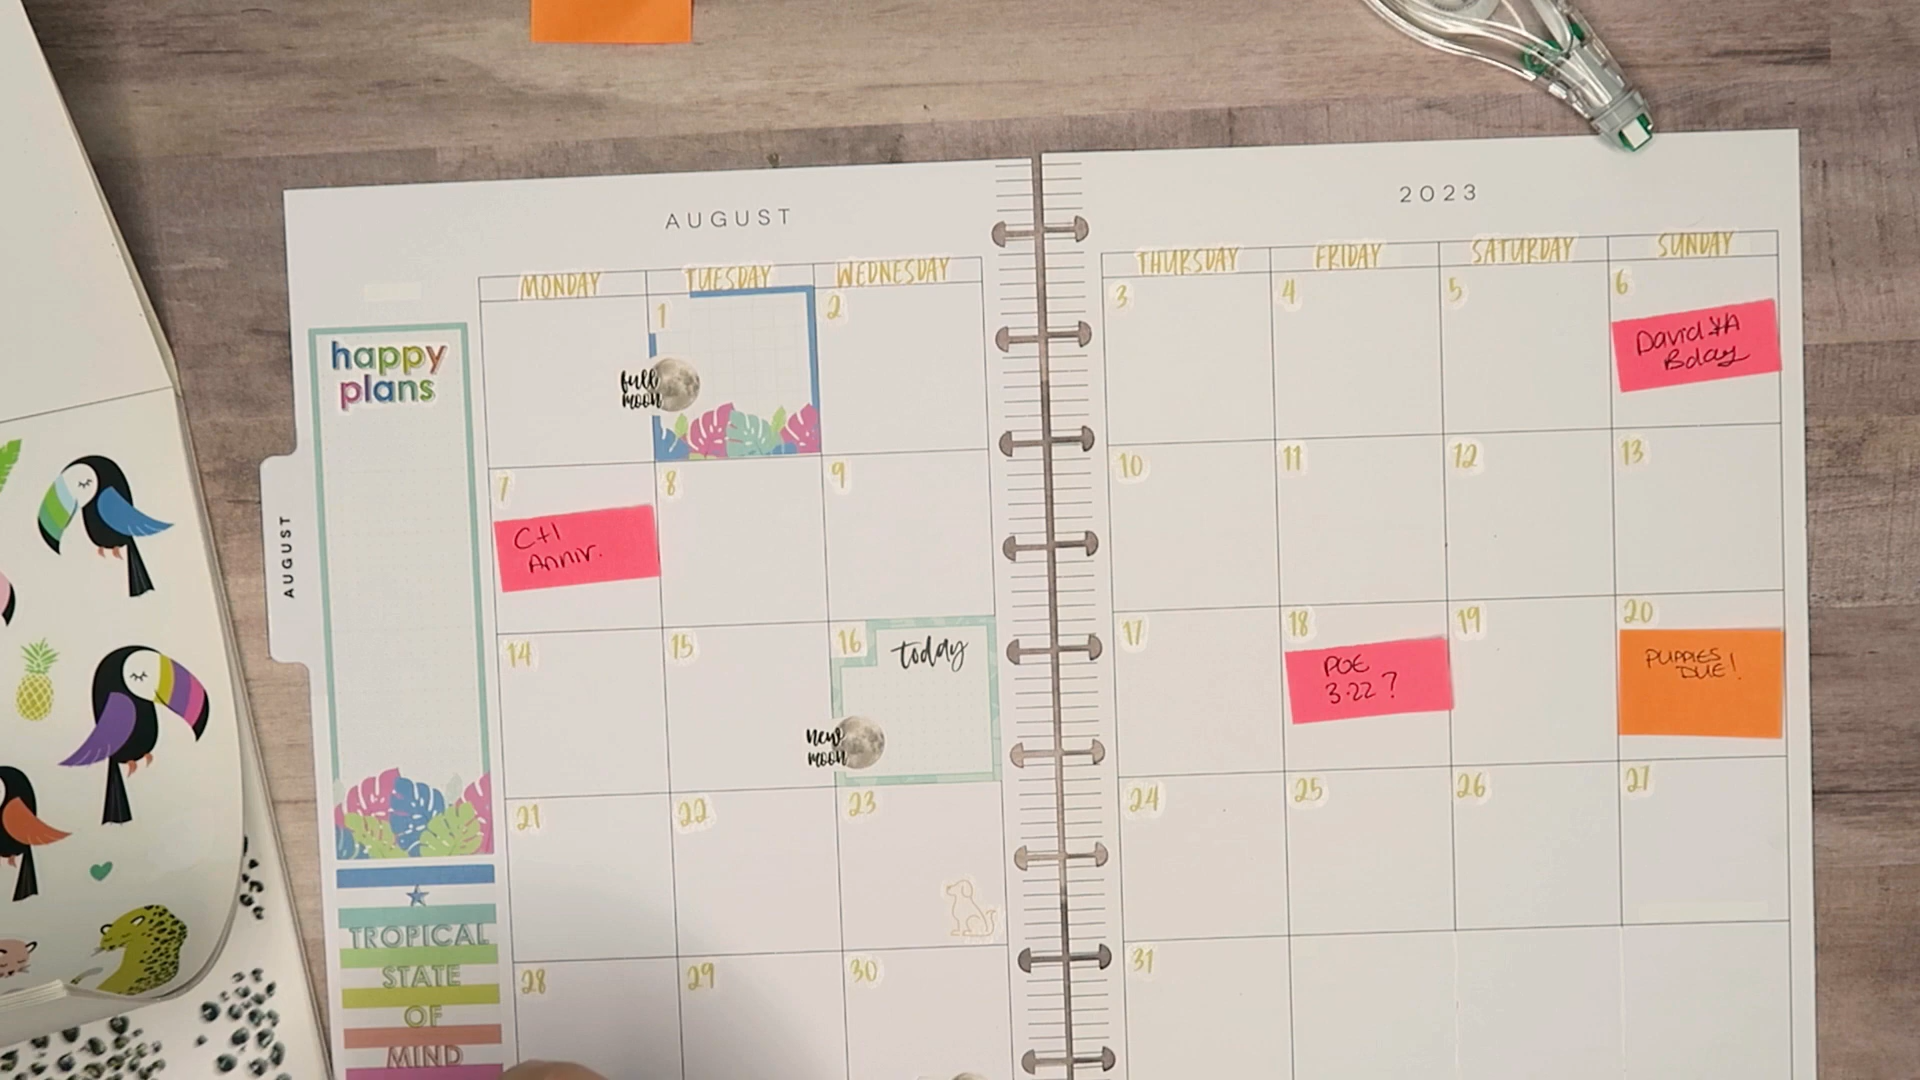 AUGUST
2023
MONDAY TUESDAY WEDNESDAY THURSDAY FRIDAY SATURDAY SUNDAY
1 2 3 4 5 6
happy
plans
full
moon
David
Bday
7 8 9 10 11 12 13
C+I
Anniv.
AUGUST
14 15 16 17 18 19 20
today
POE
3.22?
PUPPIES
DUE!
new
moon
21 22 23 24 25 26 27
TROPICAL
STATE
OF
MIND
28 29 30 31